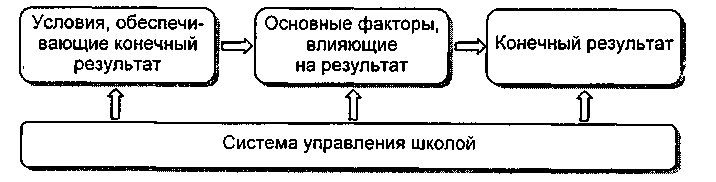 Условия, обеспечи-
вающие конечный
результат
Основные факторы,
влияющие
на результат
Конечный результат
Система управления школой